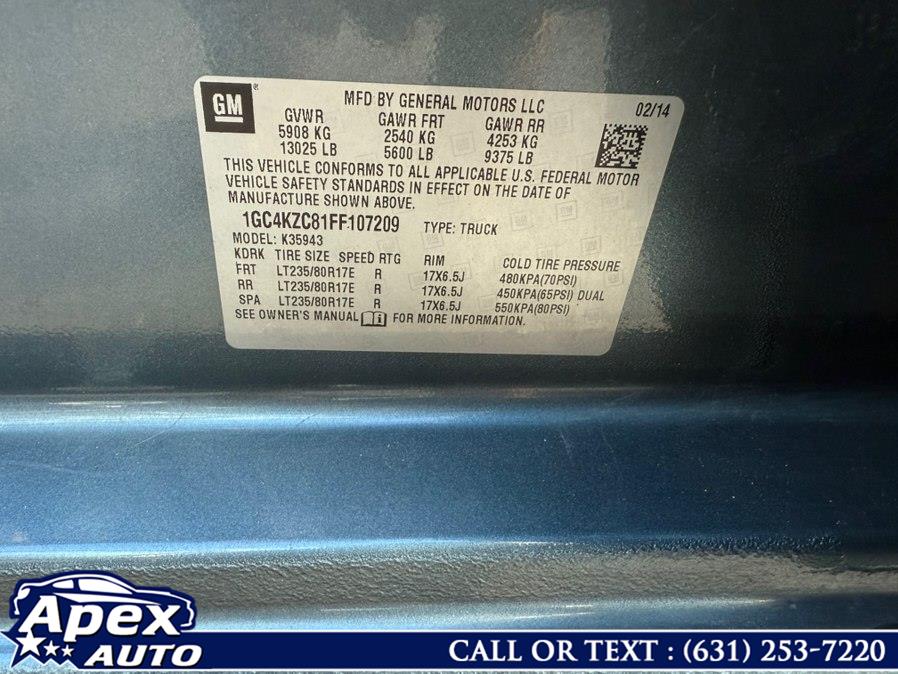 GM
MFD BY GENERAL MOTORS LLC
02/14
GVWR GAWR FRT GAWR RR
5908 KG 2540 KG 4253 KG
13025 LB 5600 LB 9375 LB
THIS VEHICLE CONFORMS TO ALL APPLICABLE U.S. FEDERAL MOTOR
VEHICLE SAFETY STANDARDS IN EFFECT ON THE DATE OF
MANUFACTURE SHOWN ABOVE.
1GC4KZC81FF107209 TYPE: TRUCK
MODEL: K35943
KDRK TIRE SIZE SPEED RTG RIM COLD TIRE PRESSURE
FRT LT235/80R17E R 17X6.5J 480KPA(70PSI)
RR LT235/80R17E R 17X6.5J 450KPA(65PSI) DUAL
SPA LT235/80R17E R 17X6.5J 550KPA(80PSI)
SEE OWNER'S MANUAL FOR MORE INFORMATION.
APEX
AUTO
CALL OR TEXT : (631) 253-7220